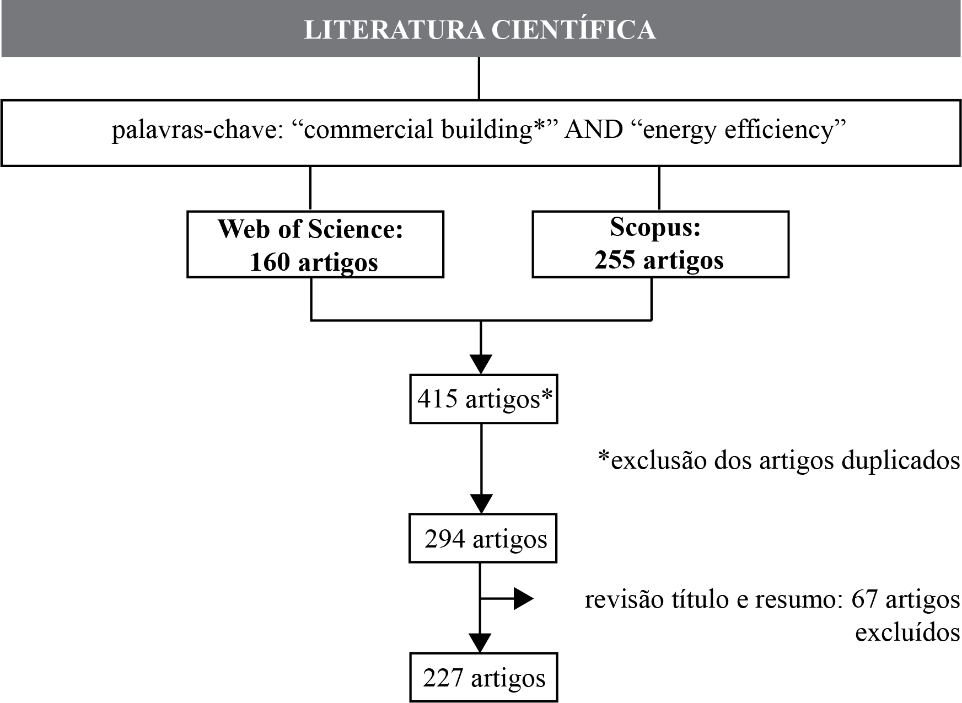 LITERATURA CIENTÍFICA
palavras-chave: “commercial building*” AND “energy efficiency”
Web of Science:
160 artigos
Scopus:
255 artigos
415 artigos*
*exclusão dos artigos duplicados
294 artigos
revisão título e resumo: 67 artigos
excluídos
227 artigos